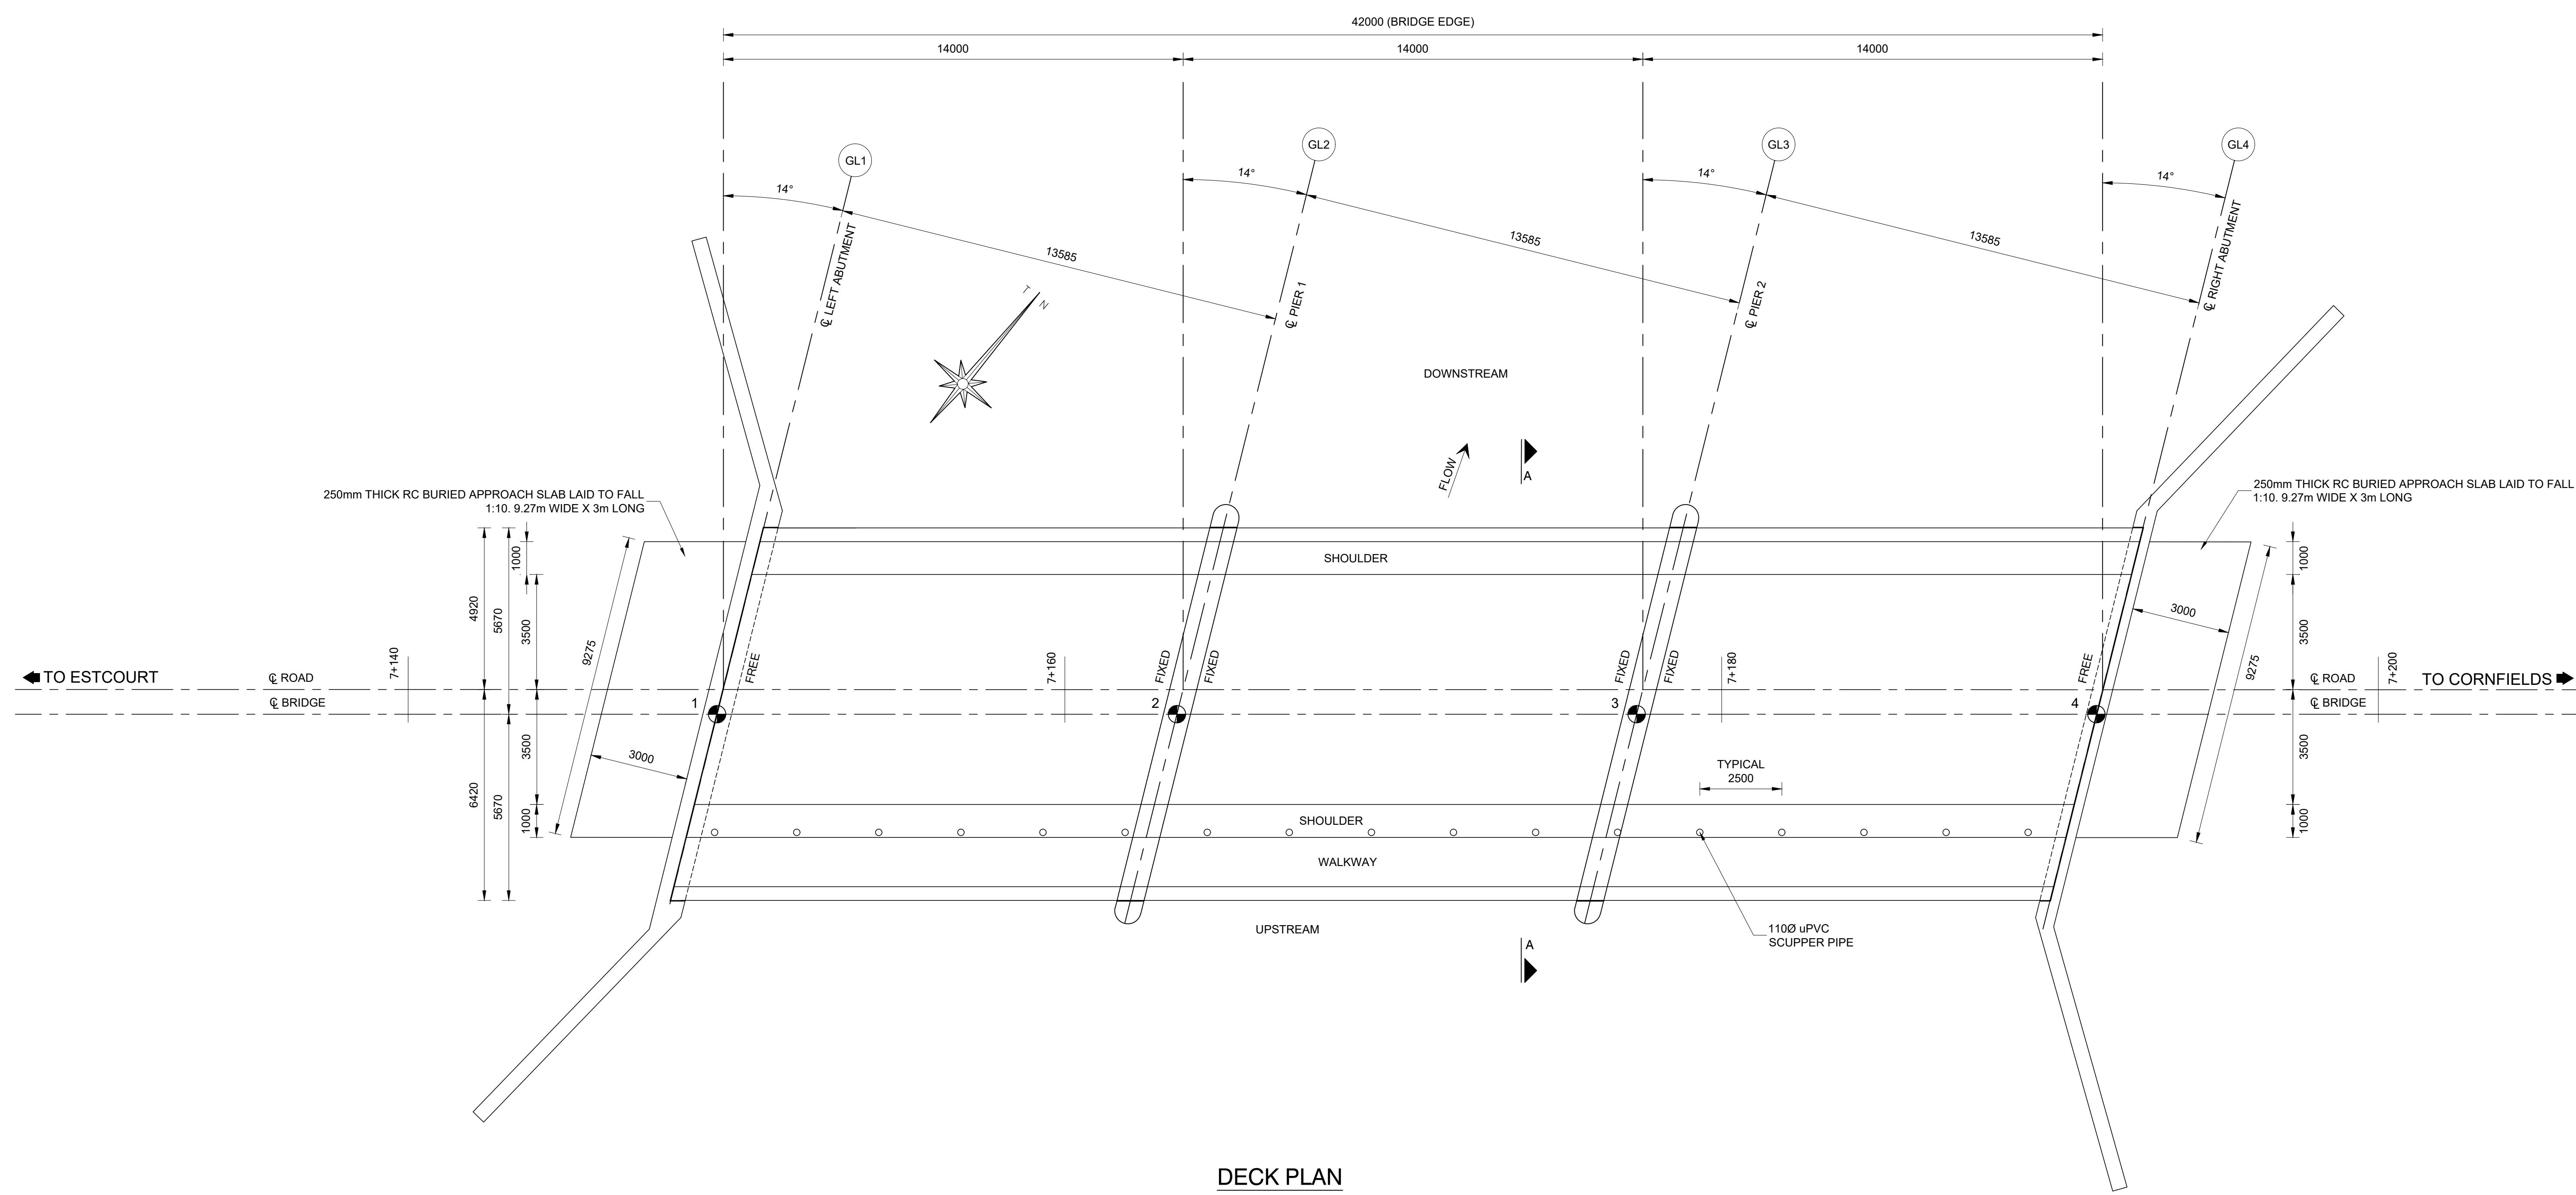 42000 (BRIDGE EDGE)
14000
14000
14000
GL1
GL2
GL3
GL4
14°
14°
14°
14°
13585
13585
13585
℄ LEFT ABUTMENT
℄ PIER 1
℄ PIER 2
℄ RIGHT ABUTMENT
T N
DOWNSTREAM
FLOW
A
250mm THICK RC BURIED APPROACH SLAB LAID TO FALL
1:10. 9.27m WIDE X 3m LONG
250mm THICK RC BURIED APPROACH SLAB LAID TO FALL
1:10. 9.27m WIDE X 3m LONG
SHOULDER
1000
4920
5670
3500
9275
1000
3500
3000
9275
TO ESTCOURT
℄ ROAD
℄ BRIDGE
7+140
FREE
7+160
FIXED
FIXED
FIXED
FIXED
7+180
FREE
℄ ROAD
℄ BRIDGE
TO CORNFIELDS
7+200
1
2
3
4
3000
3500
6420
5670
1000
3500
1000
TYPICAL
2500
SHOULDER
WALKWAY
UPSTREAM
A
110Ø uPVC
SCUPPER PIPE
DECK PLAN